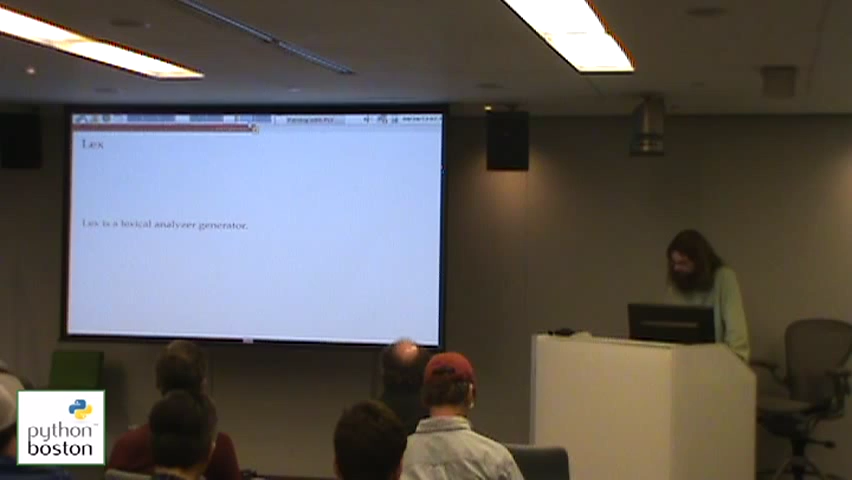 Lex
Lex is a lexical analyzer generator.
python
boston